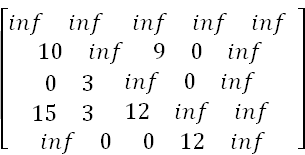 inf inf inf inf inf
10 inf 9 0 inf
0 3 inf 0 inf
15 3 12 inf inf
inf 0 0 12 inf